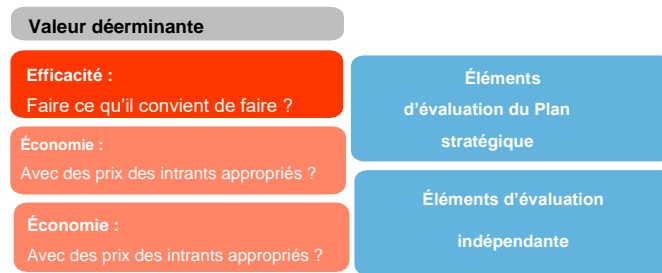 Valeur déerminante
Efficacité :
Faire ce qu'il convient de faire ?
Économie :
Avec des prix des intrants appropriés ?
Économie :
Avec des prix des intrants appropriés ?
Éléments
d'évaluation du Plan
stratégique
Éléments d'évaluation
indépendante